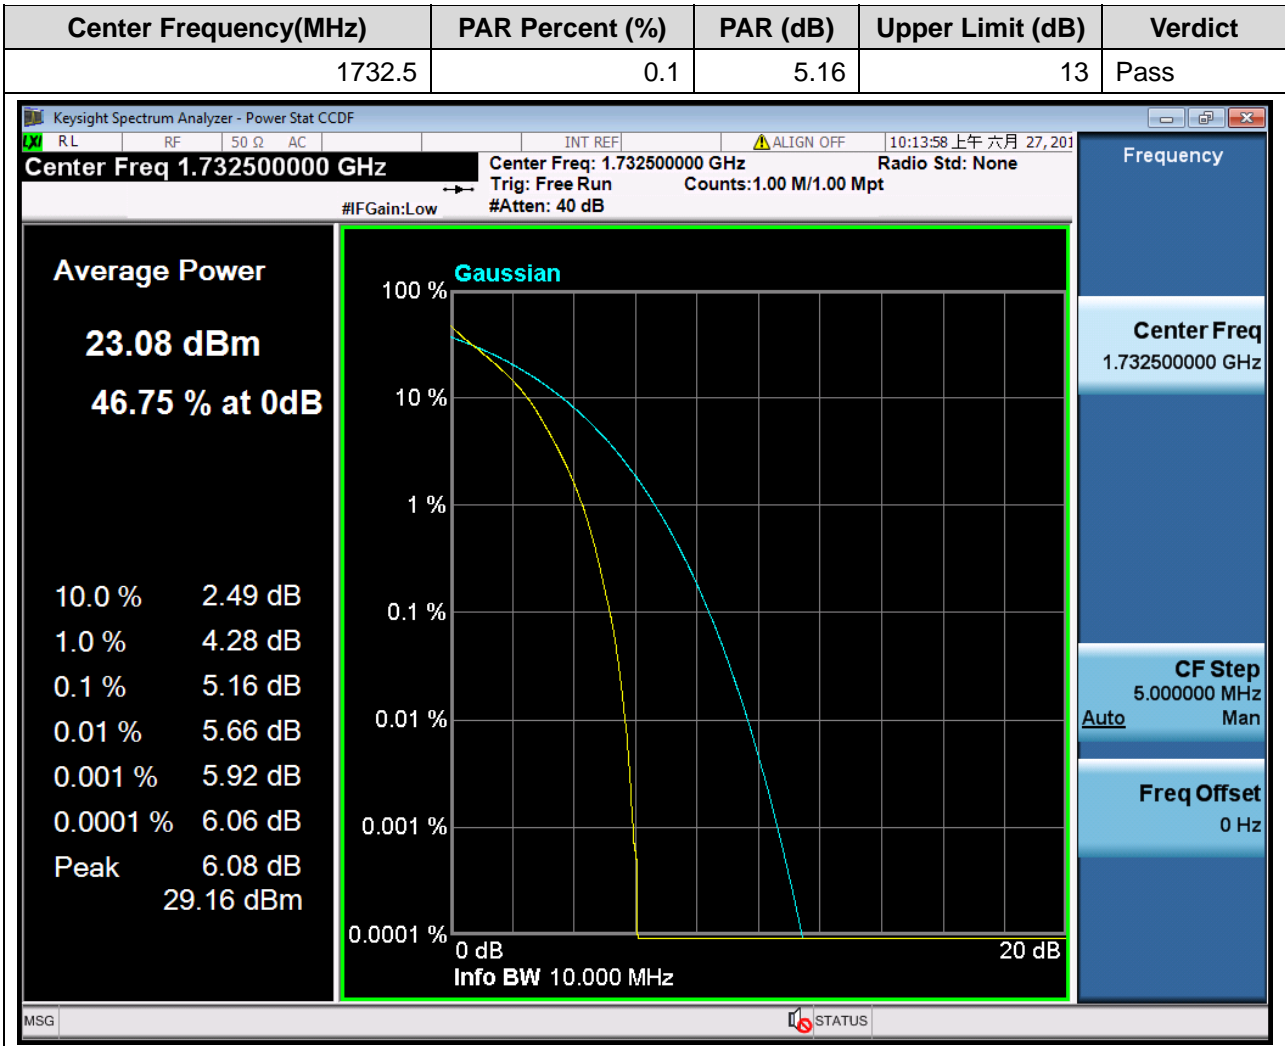 Center Frequency(MHz) PAR Percent (%) PAR (dB) Upper Limit (dB) Verdict
1732.5 0.1 5.16 13 Pass
Keysight Spectrum Analyzer - Power Stat CCDF
LXI RL RF 50 Ω AC INT REF ALIGN OFF 10:13:58 上午 六月 27, 201
Center Freq 1.732500000 GHz
Center Freq: 1.732500000 GHz Radio Std: None
Trig: Free Run Counts:1.00 M/1.00 Mpt
#IFGain:Low #Atten: 40 dB
Frequency
Average Power
23.08 dBm
46.75 % at 0dB
10.0 % 2.49 dB
1.0 % 4.28 dB
0.1 % 5.16 dB
0.01 % 5.66 dB
0.001 % 5.92 dB
0.0001 % 6.06 dB
Peak 6.08 dB
29.16 dBm
Gaussian
100 %
10 %
1 %
0.1 %
0.01 %
0.001 %
0.0001 %
0 dB 20 dB
Info BW 10.000 MHz
Center Freq
1.732500000 GHz
CF Step
5.000000 MHz
Auto Man
Freq Offset
0 Hz
MSG STATUS